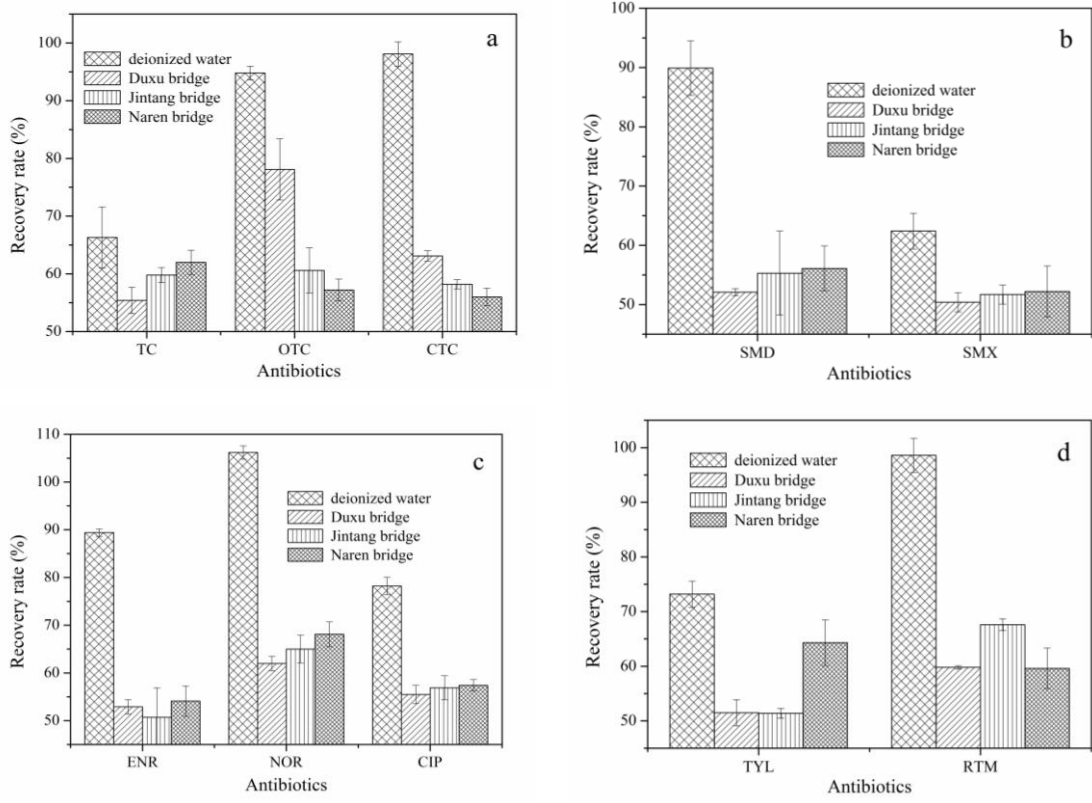 a
deionized water
Duxu bridge
Jintang bridge
Naren bridge
100
90
80
70
60
50
Recovery rate (%)
TC OTC CTC
Antibiotics
b
deionized water
Duxu bridge
Jintang bridge
Naren bridge
100
90
80
70
60
50
Recovery rate (%)
SMD SMX
Antibiotics
c
deionized water
Duxu bridge
Jintang bridge
Naren bridge
110
100
90
80
70
60
50
Recovery rate (%)
ENR NOR CIP
Antibiotics
d
deionized water
Duxu bridge
Jintang bridge
Naren bridge
100
90
80
70
60
50
Recovery rate (%)
TYL RTM
Antibiotics